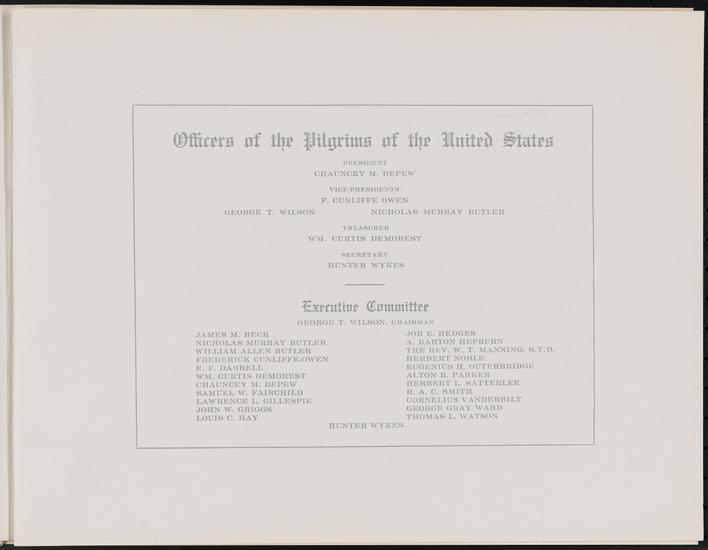 Officers of the Pilgrims of the United States
PRESIDENT
CHAUNCEY M. DEPEW
VICE-PRESIDENTS
F. CUNLIFFE OWEN
GEORGE T. WILSON NICHOLAS MURRAY BUTLER
TREASURER
WM. CURTIS DEMOREST
SECRETARY
HUNTER WYKES
Executive Committee
GEORGE T. WILSON, CHAIRMAN
JAMES M. BECK
NICHOLAS MURRAY BUTLER
WILLIAM ALLEN BUTLER
FREDERICK CUNLIFFE-OWEN
E. F. DARRELL
WM. CURTIS DEMOREST
CHAUNCEY M. DEPEW
SAMUEL W. FAIRCHILD
LAWRENCE L. GILLESPIE
JOHN W. GRIGGS
LOUIS C. HAY
JOB E. HEDGES
A. BARTON HEPBURN
THE REV. W. T. MANNING, S.T.D.
HERBERT NOBLE
EUGENIUS H. OUTERBRIDGE
ALTON B. PARKER
HERBERT L. SATTERLEE
R. A. C. SMITH
CORNELIUS VANDERBILT
GEORGE GRAY WARD
THOMAS L. WATSON
HUNTER WYKES